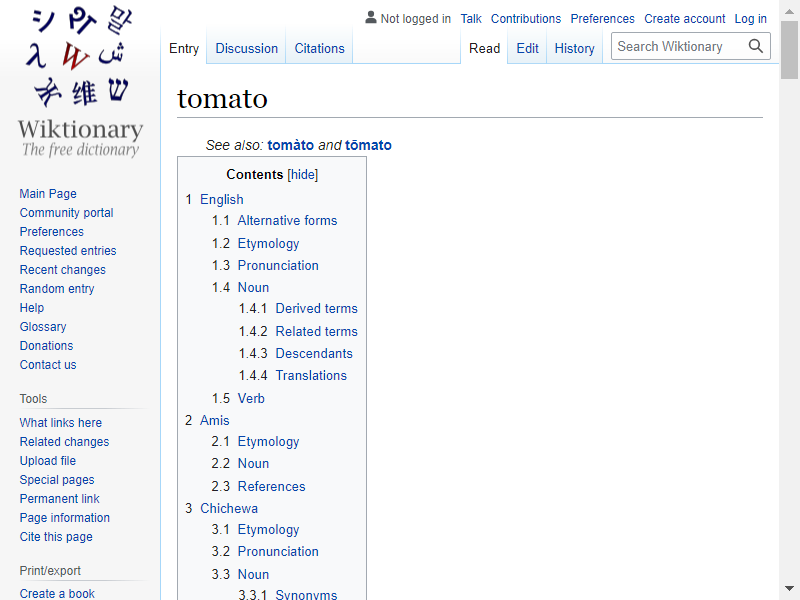 Not logged in Talk Contributions Preferences Create account Log in
Entry Discussion Citations Read Edit History Search Wiktionary
Wiktionary
The free dictionary
Main Page
Community portal
Preferences
Requested entries
Recent changes
Random entry
Help
Glossary
Donations
Contact us
Tools
What links here
Related changes
Upload file
Special pages
Permanent link
Page information
Cite this page
Print/export
Create a book
tomato
See also: tomàto and tōmato
Contents [hide]
1 English
1.1 Alternative forms
1.2 Etymology
1.3 Pronunciation
1.4 Noun
1.4.1 Derived terms
1.4.2 Related terms
1.4.3 Descendants
1.4.4 Translations
1.5 Verb
2 Amis
2.1 Etymology
2.2 Noun
2.3 References
3 Chichewa
3.1 Etymology
3.2 Pronunciation
3.3 Noun
3.3.1 Synonyms